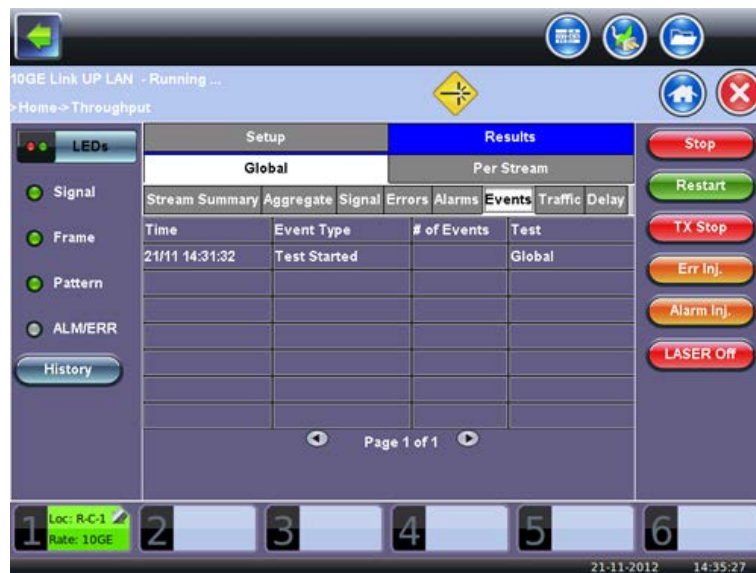 10GE Link UP LAN - Running ...
>Home->Throughput
LEDs
Signal
Frame
Pattern
ALM/ERR
History
Setup Results
Global Per Stream
Stream Summary Aggregate Signal Errors Alarms Events Traffic Delay
Time Event Type # of Events Test
21/11 14:31:32 Test Started Global
Page 1 of 1
Stop
Restart
TX Stop
Err Inj.
Alarm Inj.
LASER Off
1 Loc: R-C-1
Rate: 10GE
2 3 4 5 6
21-11-2012 14:35:27